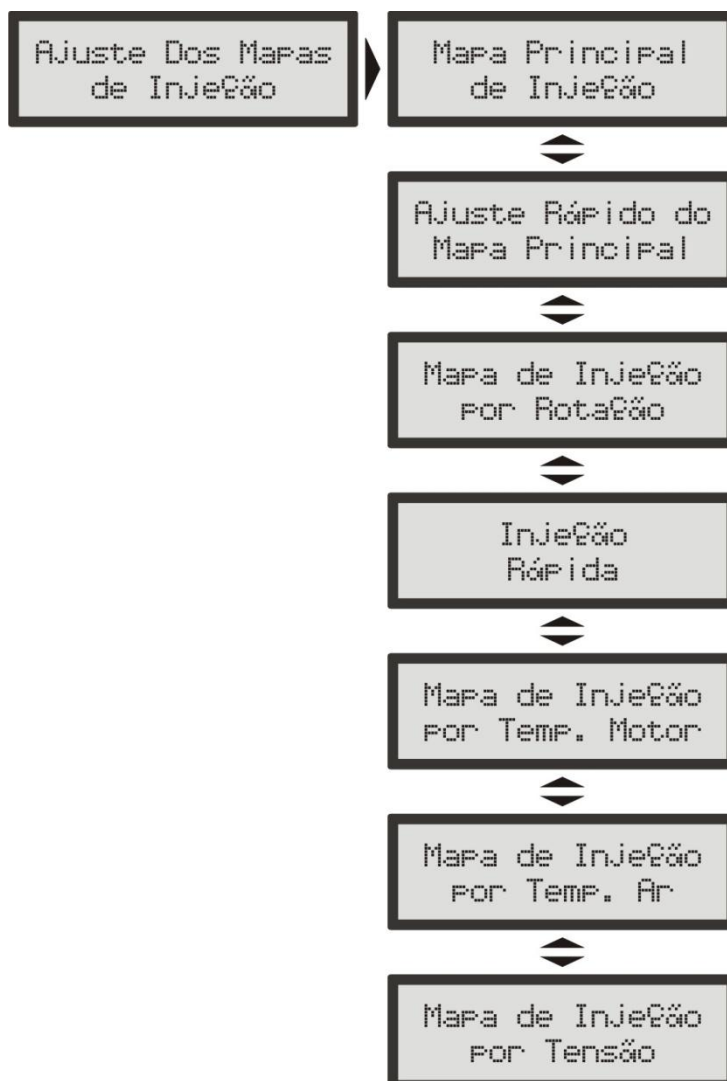 Ajuste Dos Mapas
de Injeção
Mapa Principal
de Injeção
Ajuste Rápido do
Mapa Principal
Mapa de Injeção
por Rotação
Injeção
Rápida
Mapa de Injeção
por Temp. Motor
Mapa de Injeção
por Temp. Ar
Mapa de Injeção
por Tensão